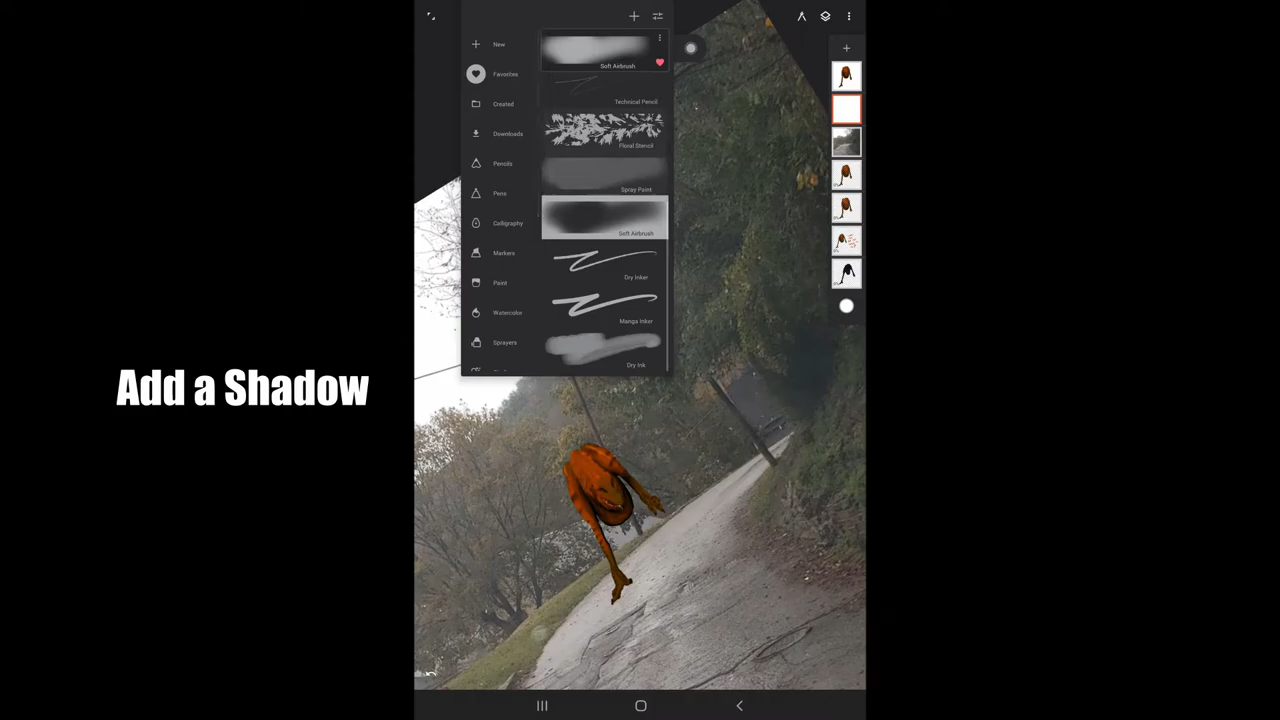 Soft Airbrush
New
Favorites
Technical Pencil
Created
Downloads
Floral Stencil
Pencils
Spray Paint
Pens
Calligraphy
Soft Airbrush
Markers
Dry Inker
Paint
Watercolor
Manga Inker
Sprayers
Dry Ink
Add a Shadow